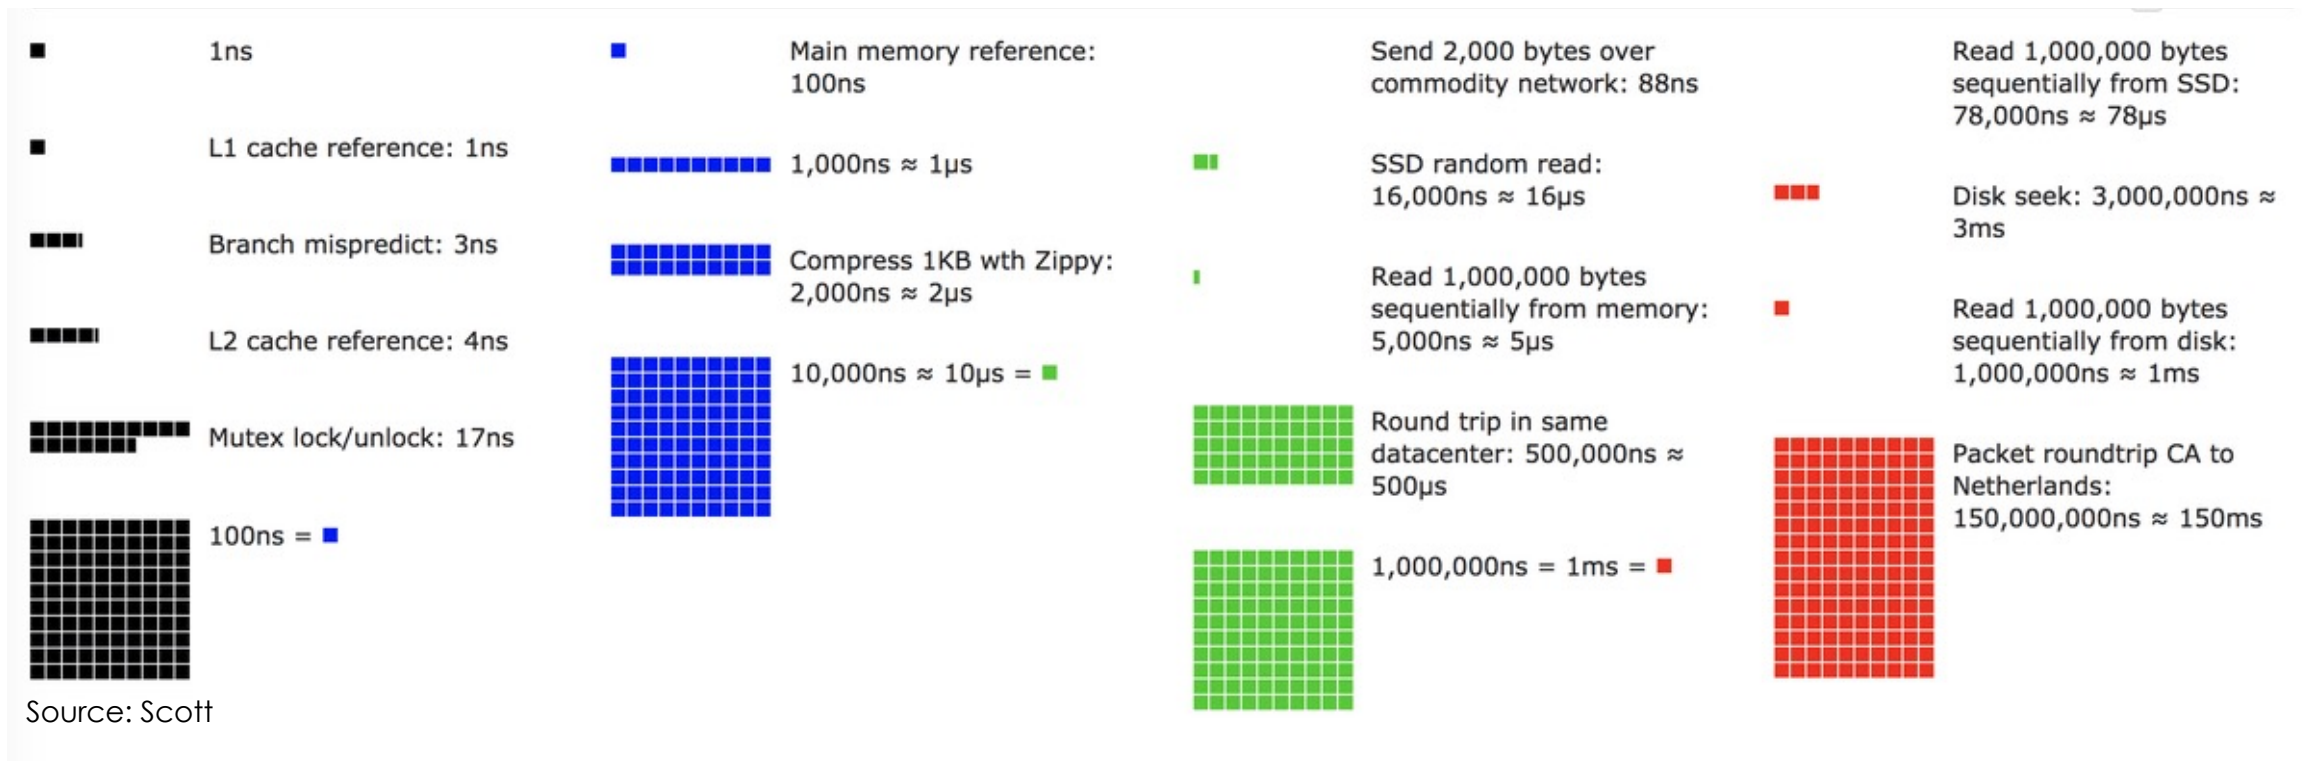 1ns
L1 cache reference: 1ns
Branch mispredict: 3ns
L2 cache reference: 4ns
Mutex lock/unlock: 17ns
100ns =
Main memory reference:
100ns
1,000ns ≈ 1μs
Compress 1KB wth Zippy:
2,000ns ≈ 2μs
10,000ns ≈ 10μs =
Send 2,000 bytes over
commodity network: 88ns
SSD random read:
16,000ns ≈ 16μs
Read 1,000,000 bytes
sequentially from memory:
5,000ns ≈ 5μs
Round trip in same
datacenter: 500,000ns ≈
500μs
1,000,000ns = 1ms =
Read 1,000,000 bytes
sequentially from SSD:
78,000ns ≈ 78μs
Disk seek: 3,000,000ns ≈
3ms
Read 1,000,000 bytes
sequentially from disk:
1,000,000ns ≈ 1ms
Packet roundtrip CA to
Netherlands:
150,000,000ns ≈ 150ms
Source: Scott